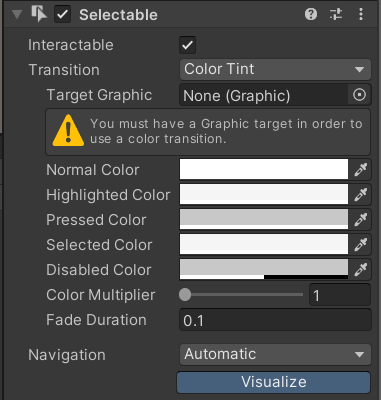 Selectable
Interactable
Transition Color Tint
Target Graphic None (Graphic)
You must have a Graphic target in order to
use a color transition.
Normal Color
Highlighted Color
Pressed Color
Selected Color
Disabled Color
Color Multiplier 1
Fade Duration 0.1
Navigation Automatic
Visualize